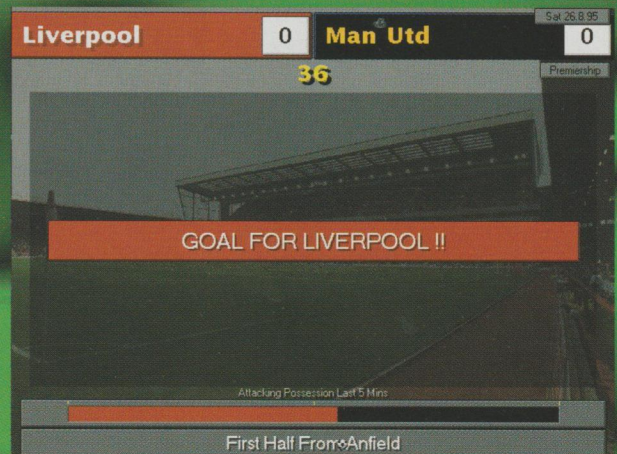 Sat 26.8.95
Liverpool 0 Man Utd 0
36
Premiership
GOAL FOR LIVERPOOL !!
Attacking Possession Last 5 Mins
First Half From Anfield